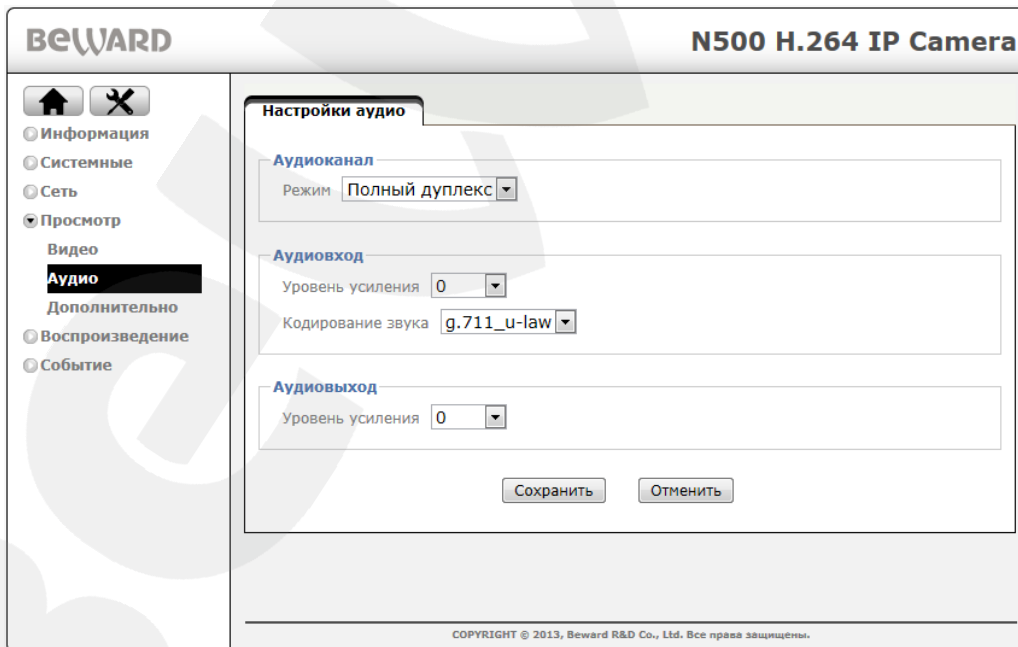 BEWARD
N500 H.264 IP Camera
Информация
Системные
Сеть
Просмотр
Видео
Аудио
Дополнительно
Воспроизведение
Событие
Настройки аудио
Аудиоканал
Режим Полный дуплекс
Аудиовход
Уровень усиления 0
Кодирование звука g.711_u-law
Аудиовыход
Уровень усиления 0
Сохранить Отменить
COPYRIGHT © 2013, Beward R&D Co., Ltd. Все права защищены.